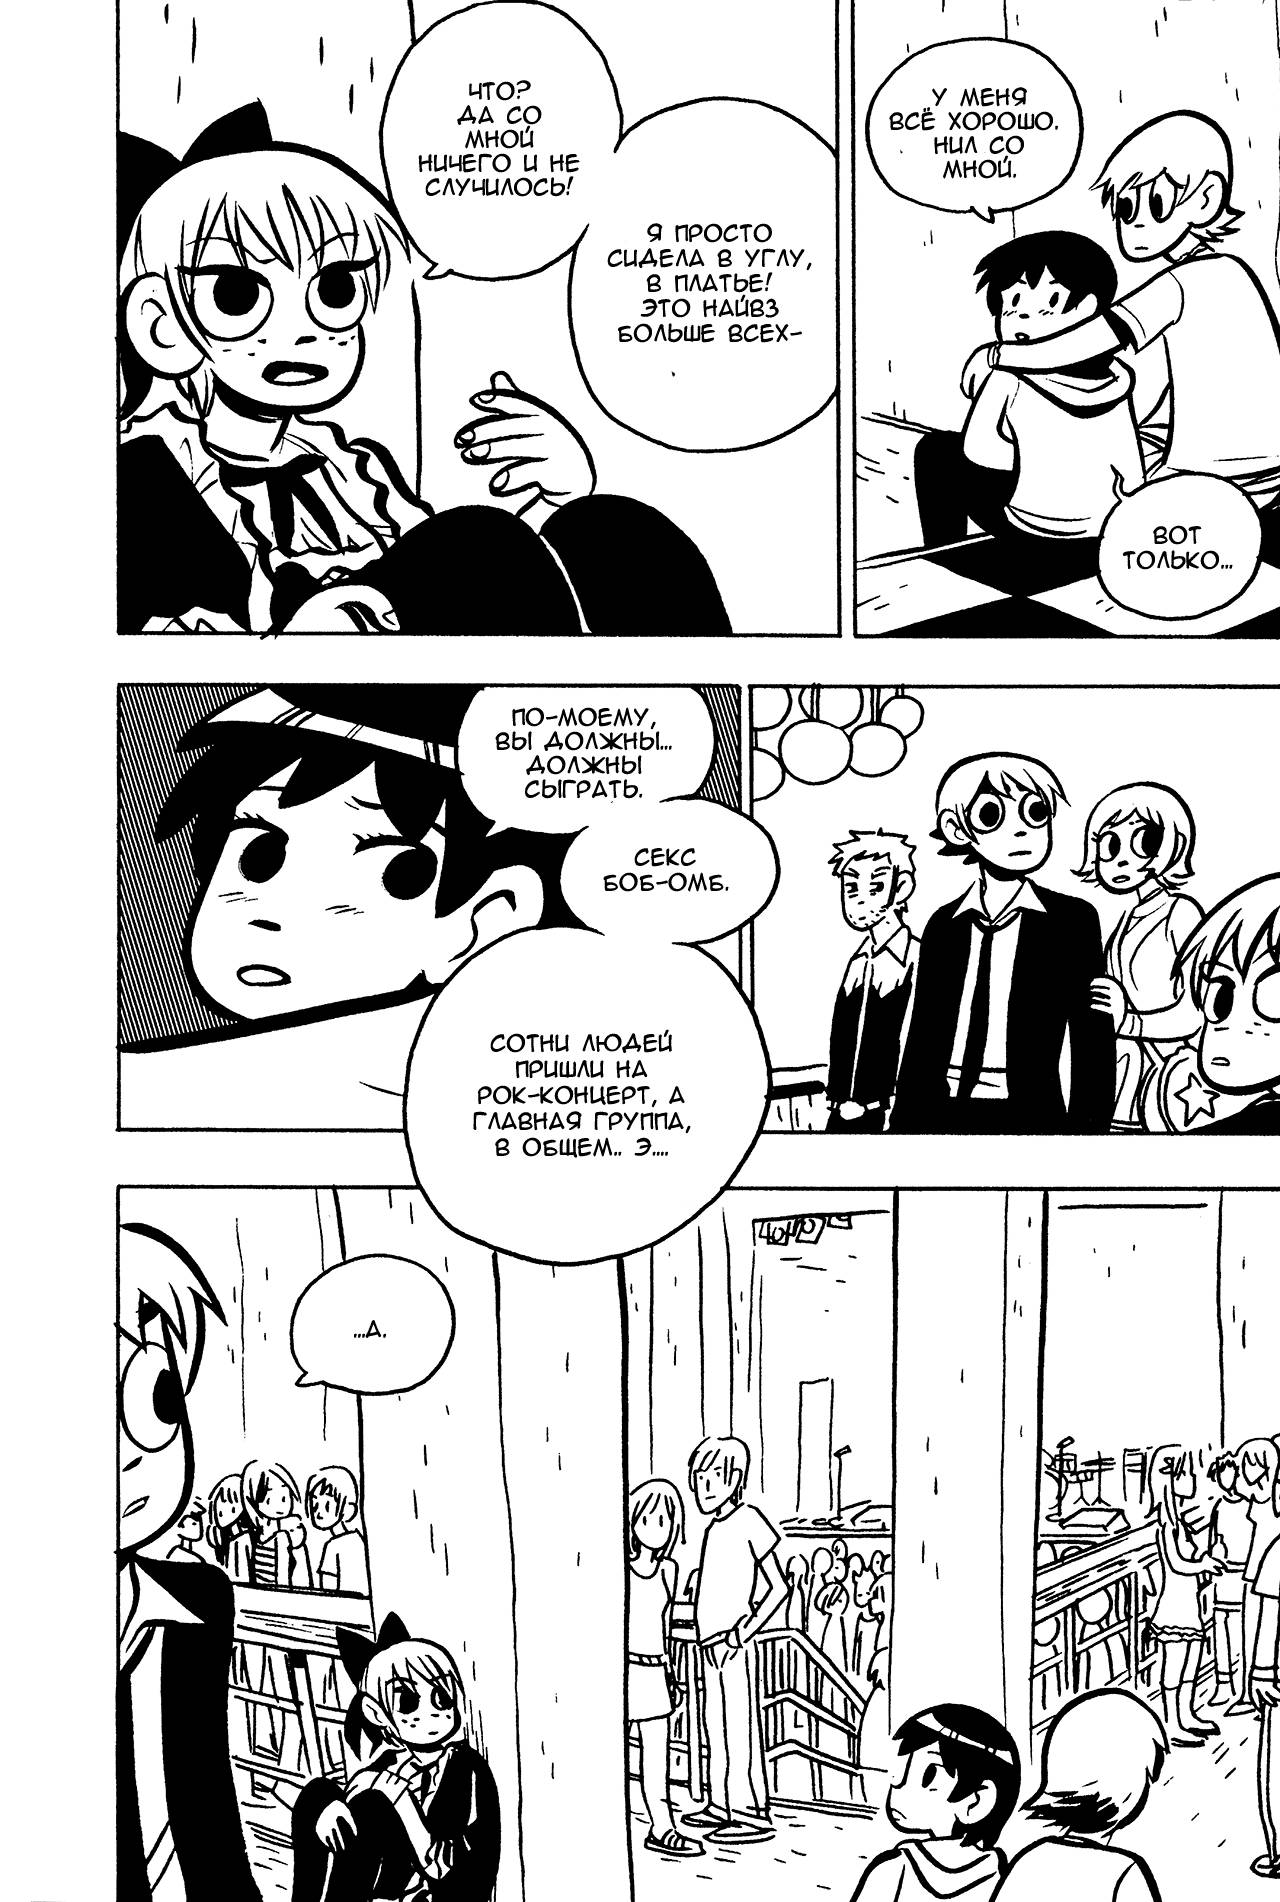 ЧТО?
ДА СО
МНОЙ
НИЧЕГО И НЕ
СЛУЧИЛОСЬ!
Я ПРОСТО
СИДЕЛА В УГЛУ,
В ПЛАТЬЕ!
ЭТО НАЙВЗ
БОЛЬШЕ ВСЕХ-
У МЕНЯ
ВСЁ ХОРОШО.
НИЛ СО
МНОЙ.
ВОТ
ТОЛЬКО...
ПО-МОЕМУ,
ВЫ ДОЛЖНЫ...
ДОЛЖНЫ
СЫГРАТЬ.
СЕКС
БОБ-ОМБ.
СОТНИ ЛЮДЕЙ
ПРИШЛИ НА
РОК-КОНЦЕРТ, А
ГЛАВНАЯ ГРУППА,
В ОБЩЕМ.. Э....
...А.